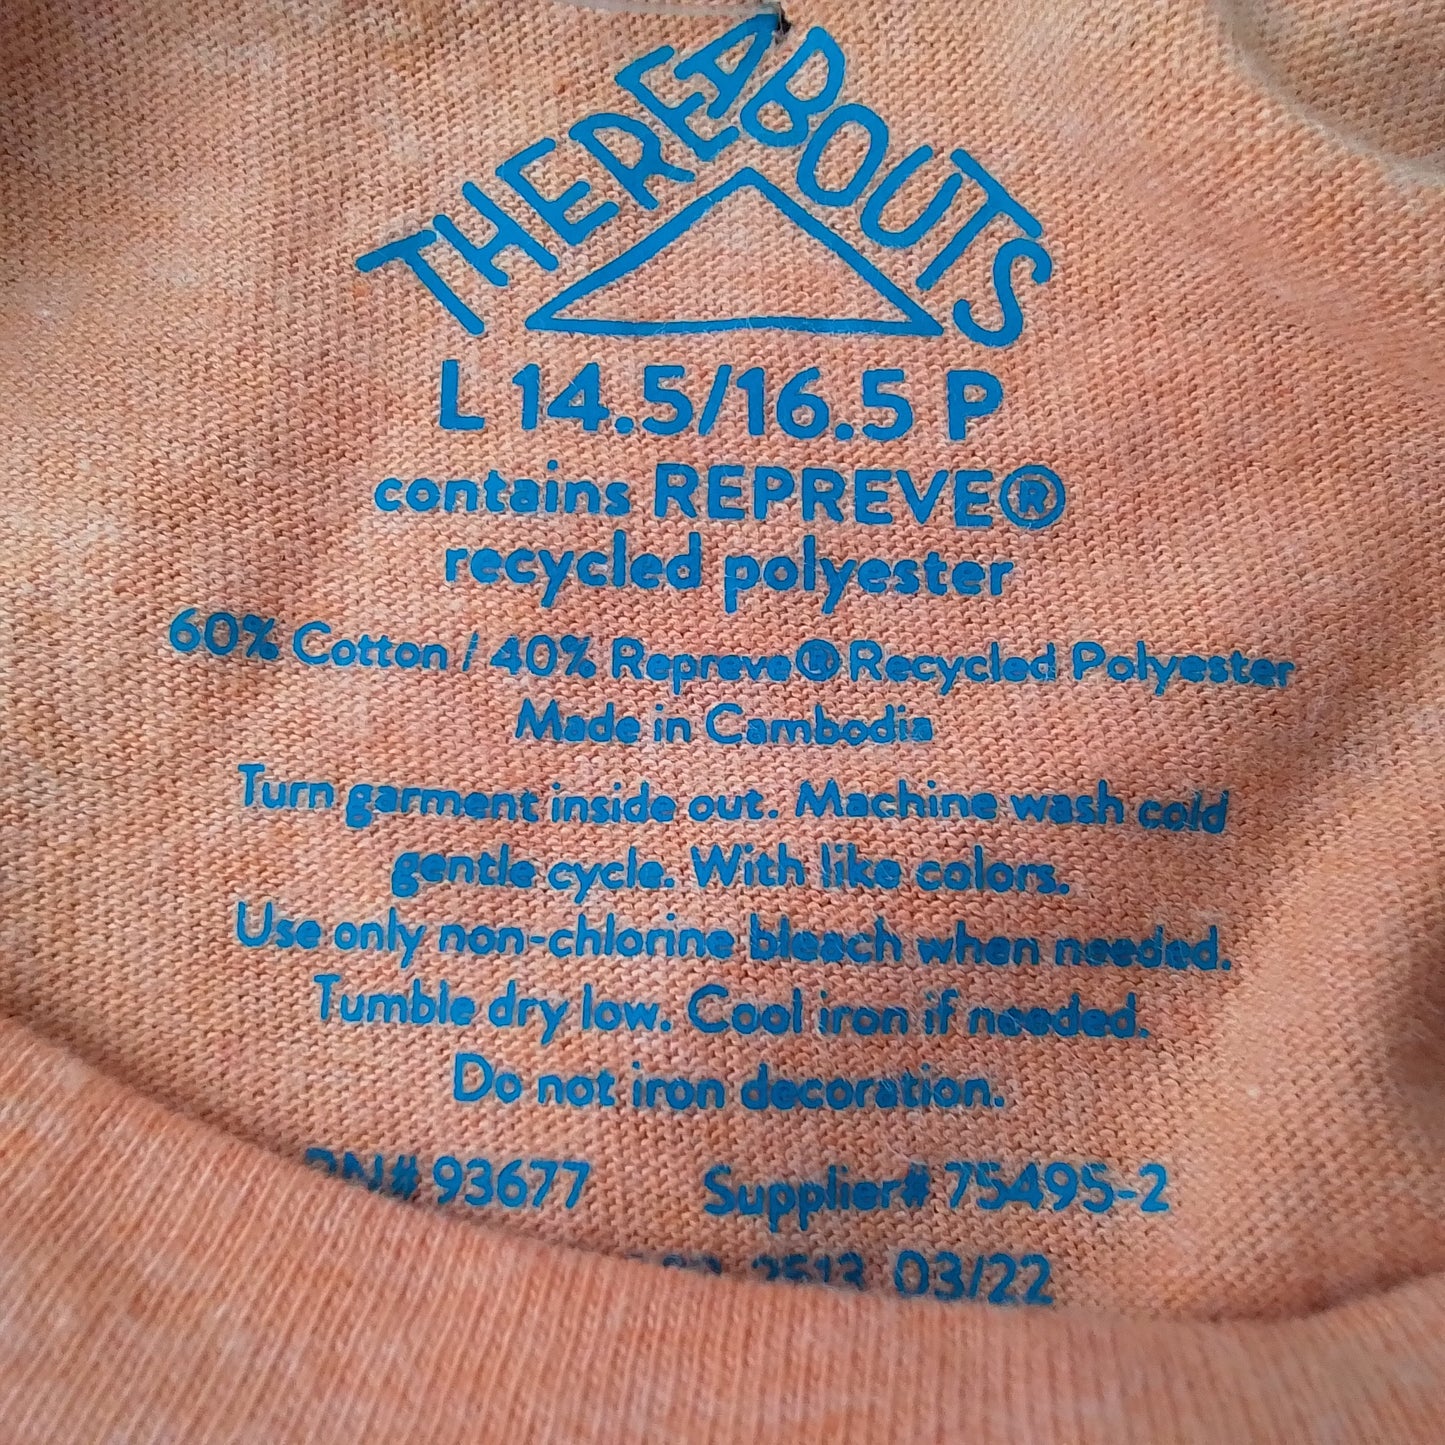 THEREABOUTS
L 14.5/16.5 P
contains REPREVE®
recycled polyester
60% Cotton / 40% Repreve® Recycled Polyester
Made in Cambodia
Turn garment inside out. Machine wash cold
gentle cycle. With like colors.
Use only non-chlorine bleach when needed.
Tumble dry low. Cool iron if needed.
Do not iron decoration.
RN# 93677 Supplier# 75495-2
2513 03/22